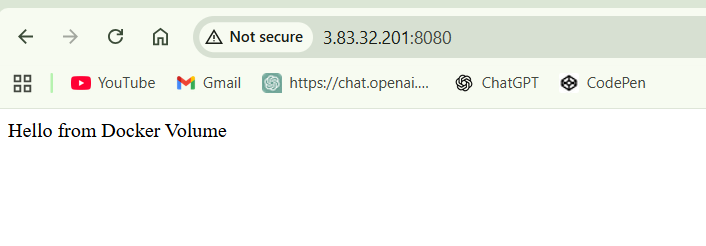 Not secure 3.83.32.201:8080
YouTube Gmail https://chat.openai.... ChatGPT CodePen
Hello from Docker Volume